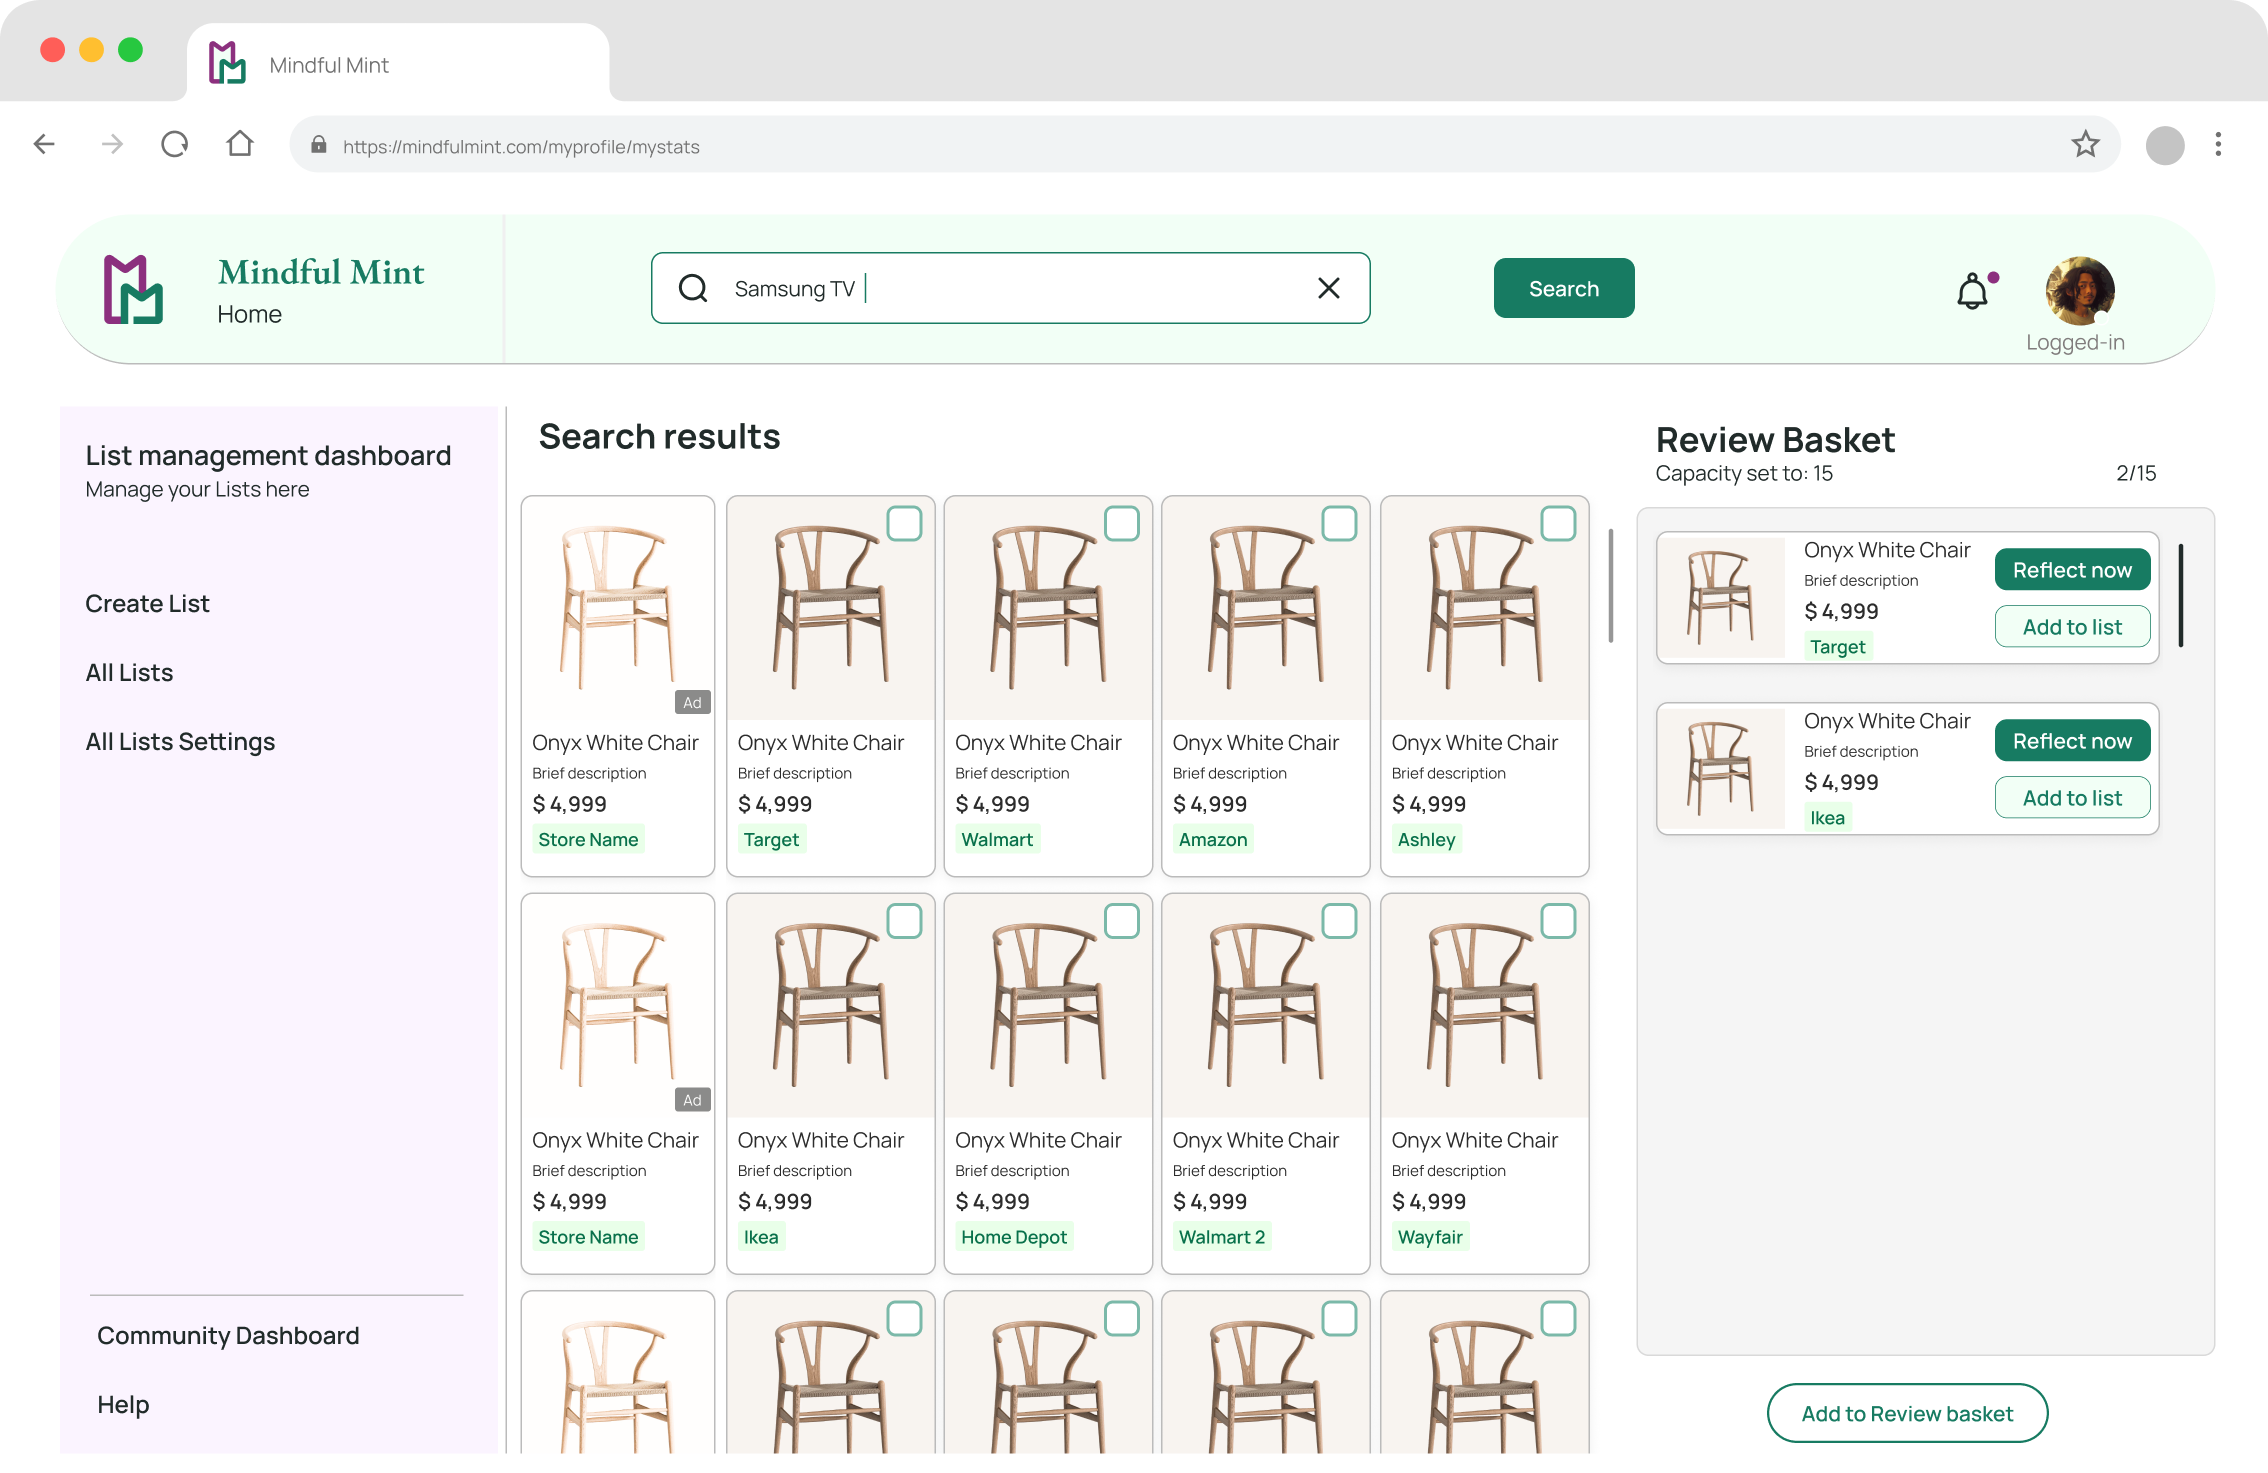 Mindful Mint
https://mindfulmint.com/myprofile/mystats
Mindful Mint
Home
Samsung TV
Search
Logged-in
List management dashboard
Manage your Lists here
Create List
All Lists
All Lists Settings
Community Dashboard
Help
Search results
Ad
Onyx White Chair
Brief description
$ 4,999
Store Name
Onyx White Chair
Brief description
$ 4,999
Target
Onyx White Chair
Brief description
$ 4,999
Walmart
Onyx White Chair
Brief description
$ 4,999
Amazon
Onyx White Chair
Brief description
$ 4,999
Ashley
Ad
Onyx White Chair
Brief description
$ 4,999
Store Name
Onyx White Chair
Brief description
$ 4,999
Ikea
Onyx White Chair
Brief description
$ 4,999
Home Depot
Onyx White Chair
Brief description
$ 4,999
Walmart 2
Onyx White Chair
Brief description
$ 4,999
Wayfair
Review Basket
Capacity set to: 15
2/15
Onyx White Chair
Brief description
$ 4,999
Target
Reflect now
Add to list
Onyx White Chair
Brief description
$ 4,999
Ikea
Reflect now
Add to list
Add to Review basket